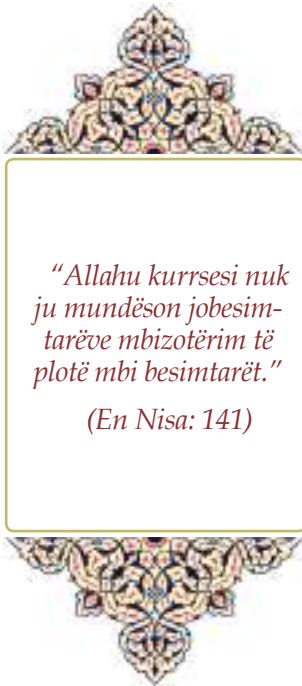 “Allahu kurrsesi nuk
ju mundëson jobesim-
tarëve mbizotërim të
plotë mbi besimtarët.”
(En Nisa: 141)